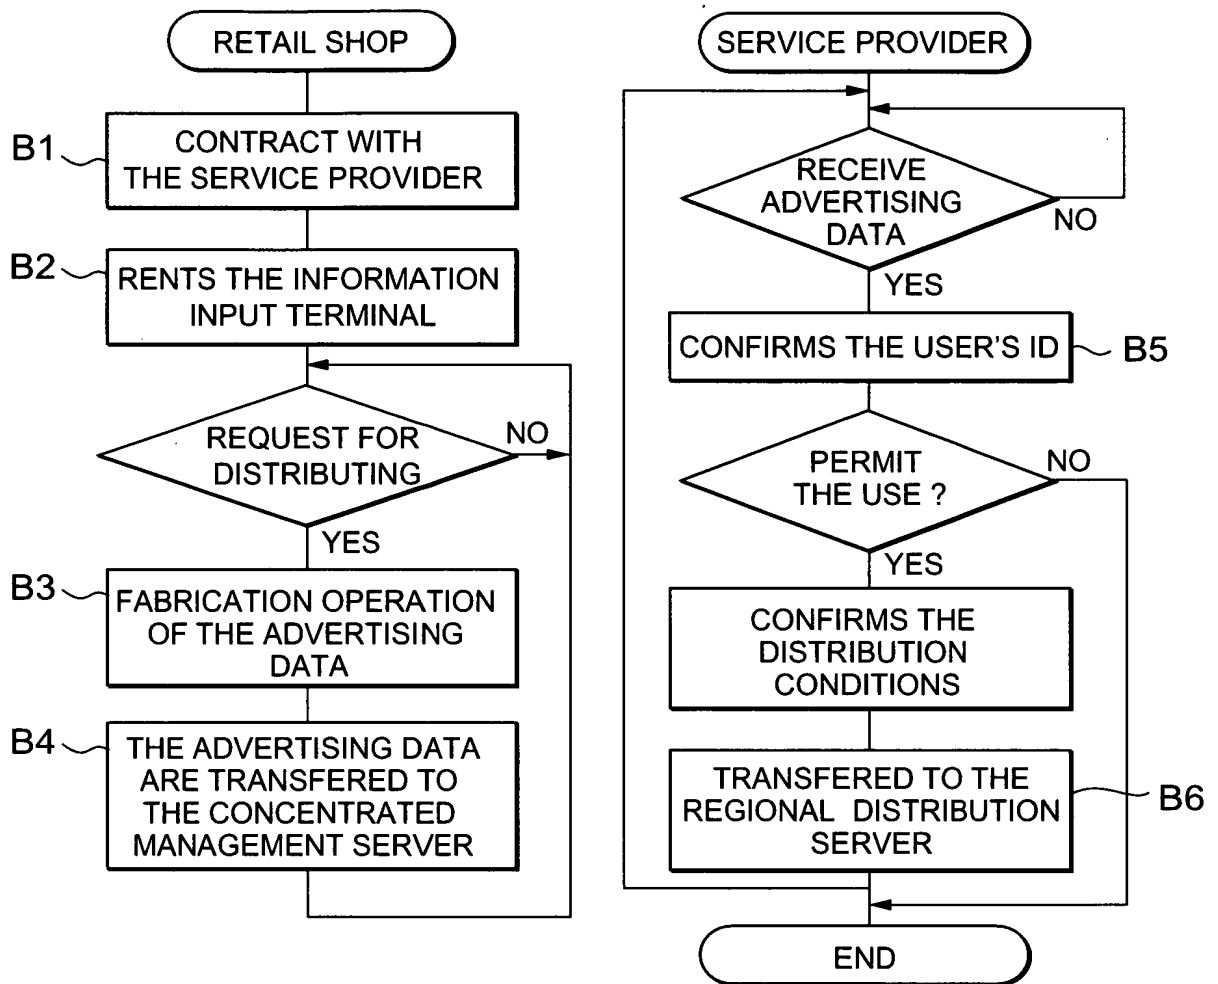 RETAIL SHOP
B1
CONTRACT WITH
THE SERVICE PROVIDER
B2
RENTS THE INFORMATION
INPUT TERMINAL
REQUEST FOR
DISTRIBUTING
NO
YES
B3
FABRICATION OPERATION
OF THE ADVERTISING
DATA
B4
THE ADVERTISING DATA
ARE TRANSFERED TO
THE CONCENTRATED
MANAGEMENT SERVER
SERVICE PROVIDER
RECEIVE
ADVERTISING
DATA
NO
YES
CONFIRMS THE USER'S ID
B5
PERMIT
THE USE ?
NO
YES
CONFIRMS THE
DISTRIBUTION
CONDITIONS
TRANSFERED TO THE
REGIONAL DISTRIBUTION
SERVER
B6
END